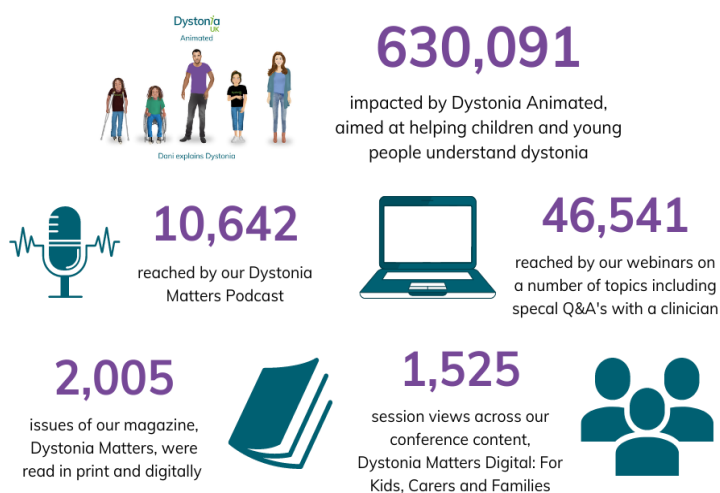 Dystonia
UK
Animated
Dani explains Dystonia
630,091
impacted by Dystonia Animated,
aimed at helping children and young
people understand dystonia
10,642
reached by our Dystonia
Matters Podcast
46,541
reached by our webinars on
a number of topics including
specal Q&A's with a clinician
2,005
issues of our magazine,
Dystonia Matters, were
read in print and digitally
1,525
session views across our
conference content,
Dystonia Matters Digital: For
Kids, Carers and Families